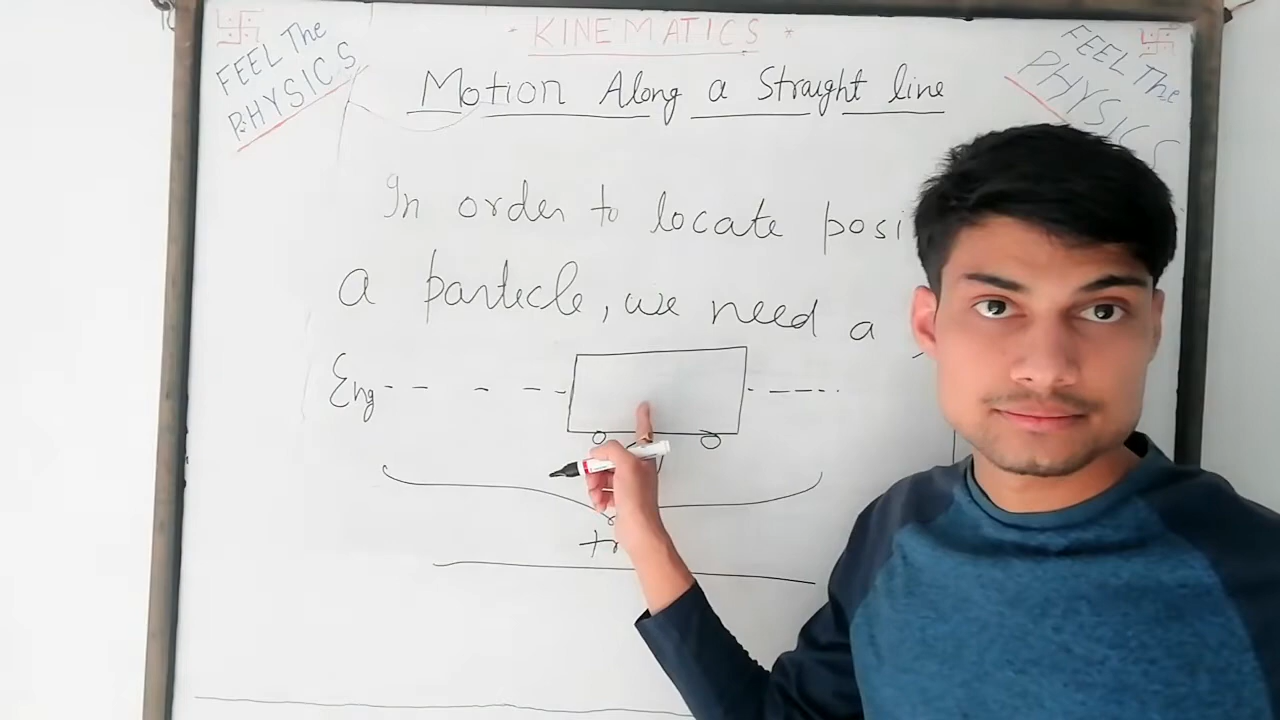 FEEL The
PHYSICS
KINEMATICS
FEEL The
PHYSICS
Motion Along a Straight line
In order to locate posi
a particle, we need a
Eng
tr